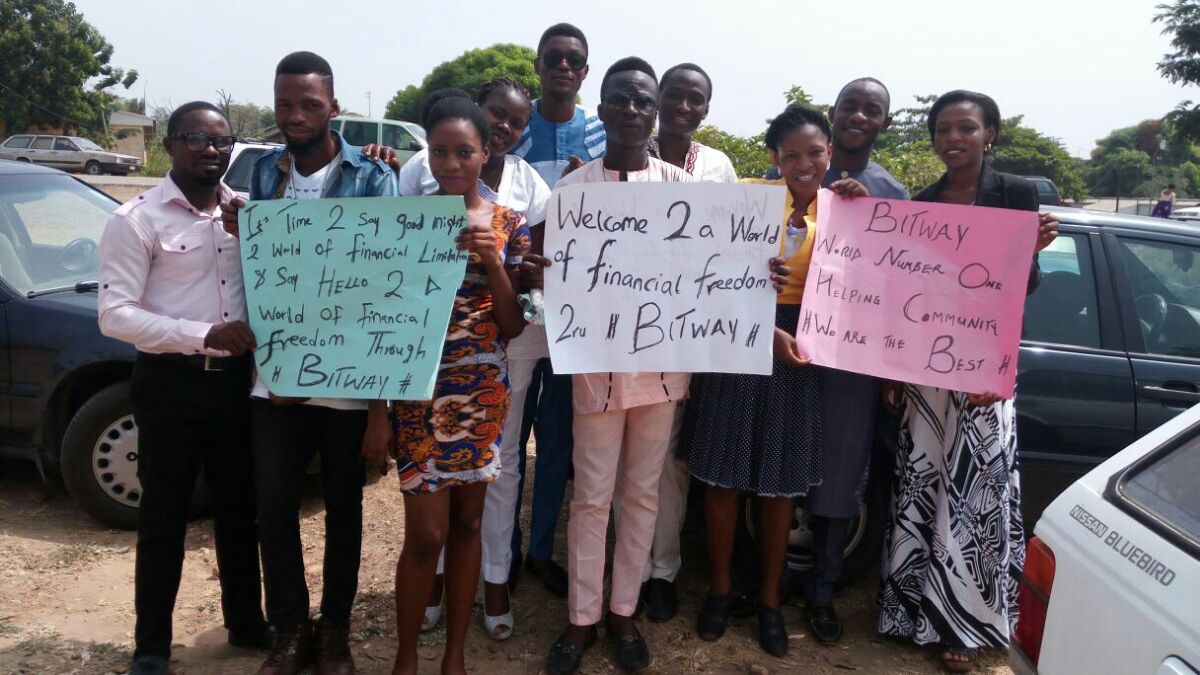 It's Time 2 Say good night
2 World of Financial Limitation
& Say Hello 2 A
World of Financial
freedom Through
# BITWAY #
Welcome 2 a World
of financial freedom
2ru # BITWAY #
BITWAY
World Number One
Helping Community
# We are the Best #
NISSAN BLUEBIRD